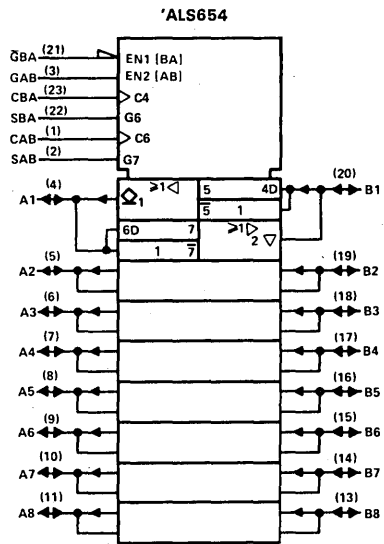 'ALS654
G̅BA (21) EN1 [BA]
GAB (3) EN2 [AB]
CBA (23) C4
SBA (22) G6
CAB (1) C6
SAB (2) G7
A1 (4) 1 ≥1 5 4D (20) B1
5̅ 1
6D 7 ≥1 2
1 7̅
A2 (5) (19) B2
A3 (6) (18) B3
A4 (7) (17) B4
A5 (8) (16) B5
A6 (9) (15) B6
A7 (10) (14) B7
A8 (11) (13) B8